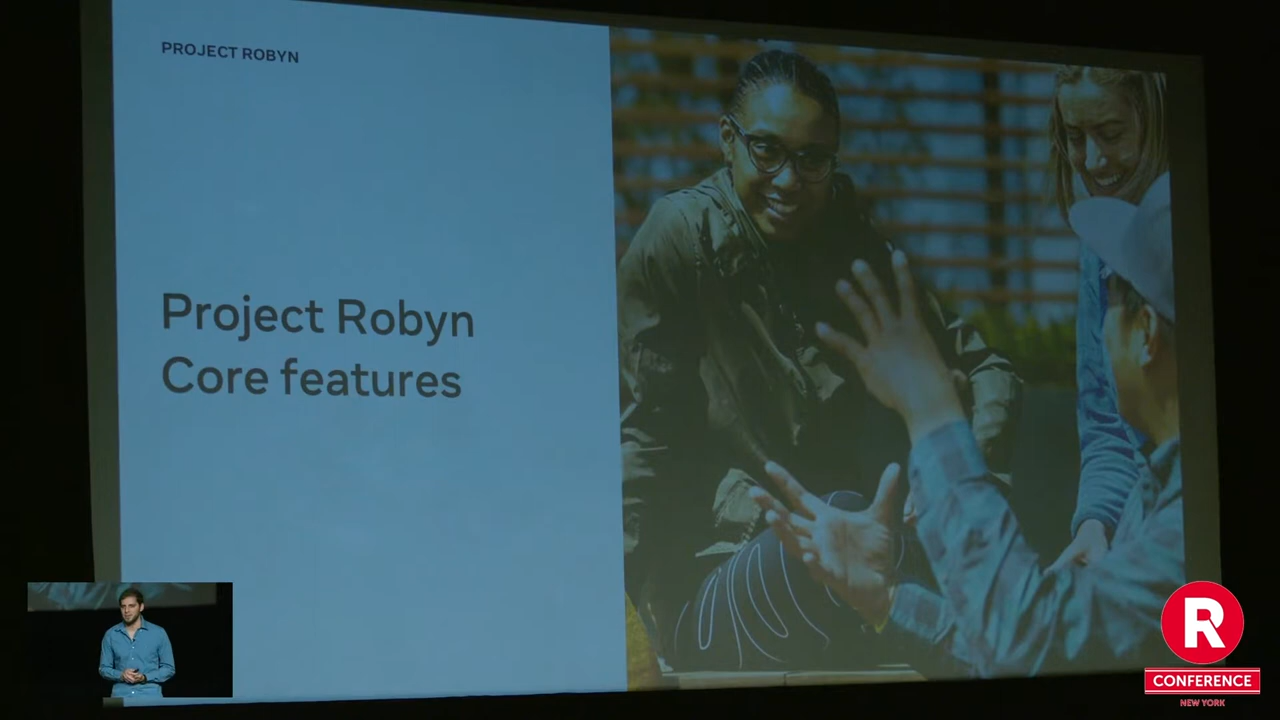 PROJECT ROBYN
Project Robyn
Core features
R
CONFERENCE
NEW YORK